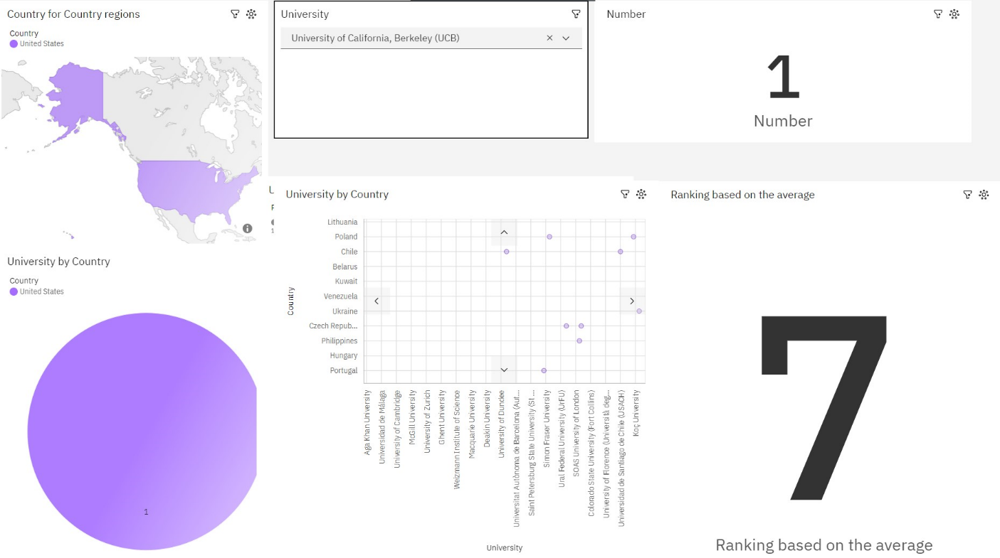 Country for Country regions
Country
United States
University by Country
Country
United States
1
University
University of California, Berkeley (UCB)
Number
1
Number
University by Country
Country
Lithuania
Poland
Chile
Belarus
Kuwait
Venezuela
Ukraine
Czech Repub...
Philippines
Hungary
Portugal
Aga Khan University
Universidad de Málaga
University of Cambridge
McGill University
University of Zurich
Ghent University
Weizmann Institute of Science
Macquarie University
Deakin University
University of Dundee
Universitat Autònoma de Barcelona (Aut...
Saint Petersburg State University (St ...
Simon Fraser University
Ural Federal University (UrFU)
SOAS University of London
Colorado State University (Fort Collins)
University of Florence (Università deg...
Universidad de Santiago de Chile (USACH)
Koç University
University
Ranking based on the average
7
Ranking based on the average